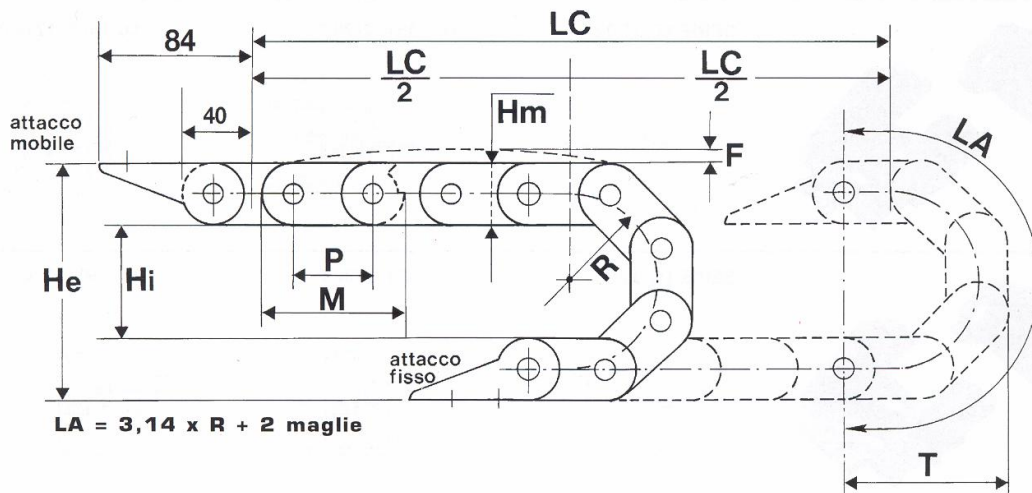 LC
84
LC
2
LC
2
Hm
40
attacco
mobile
F
LA
He
Hi
P
M
R
attacco
fisso
LA = 3,14 x R + 2 maglie
T